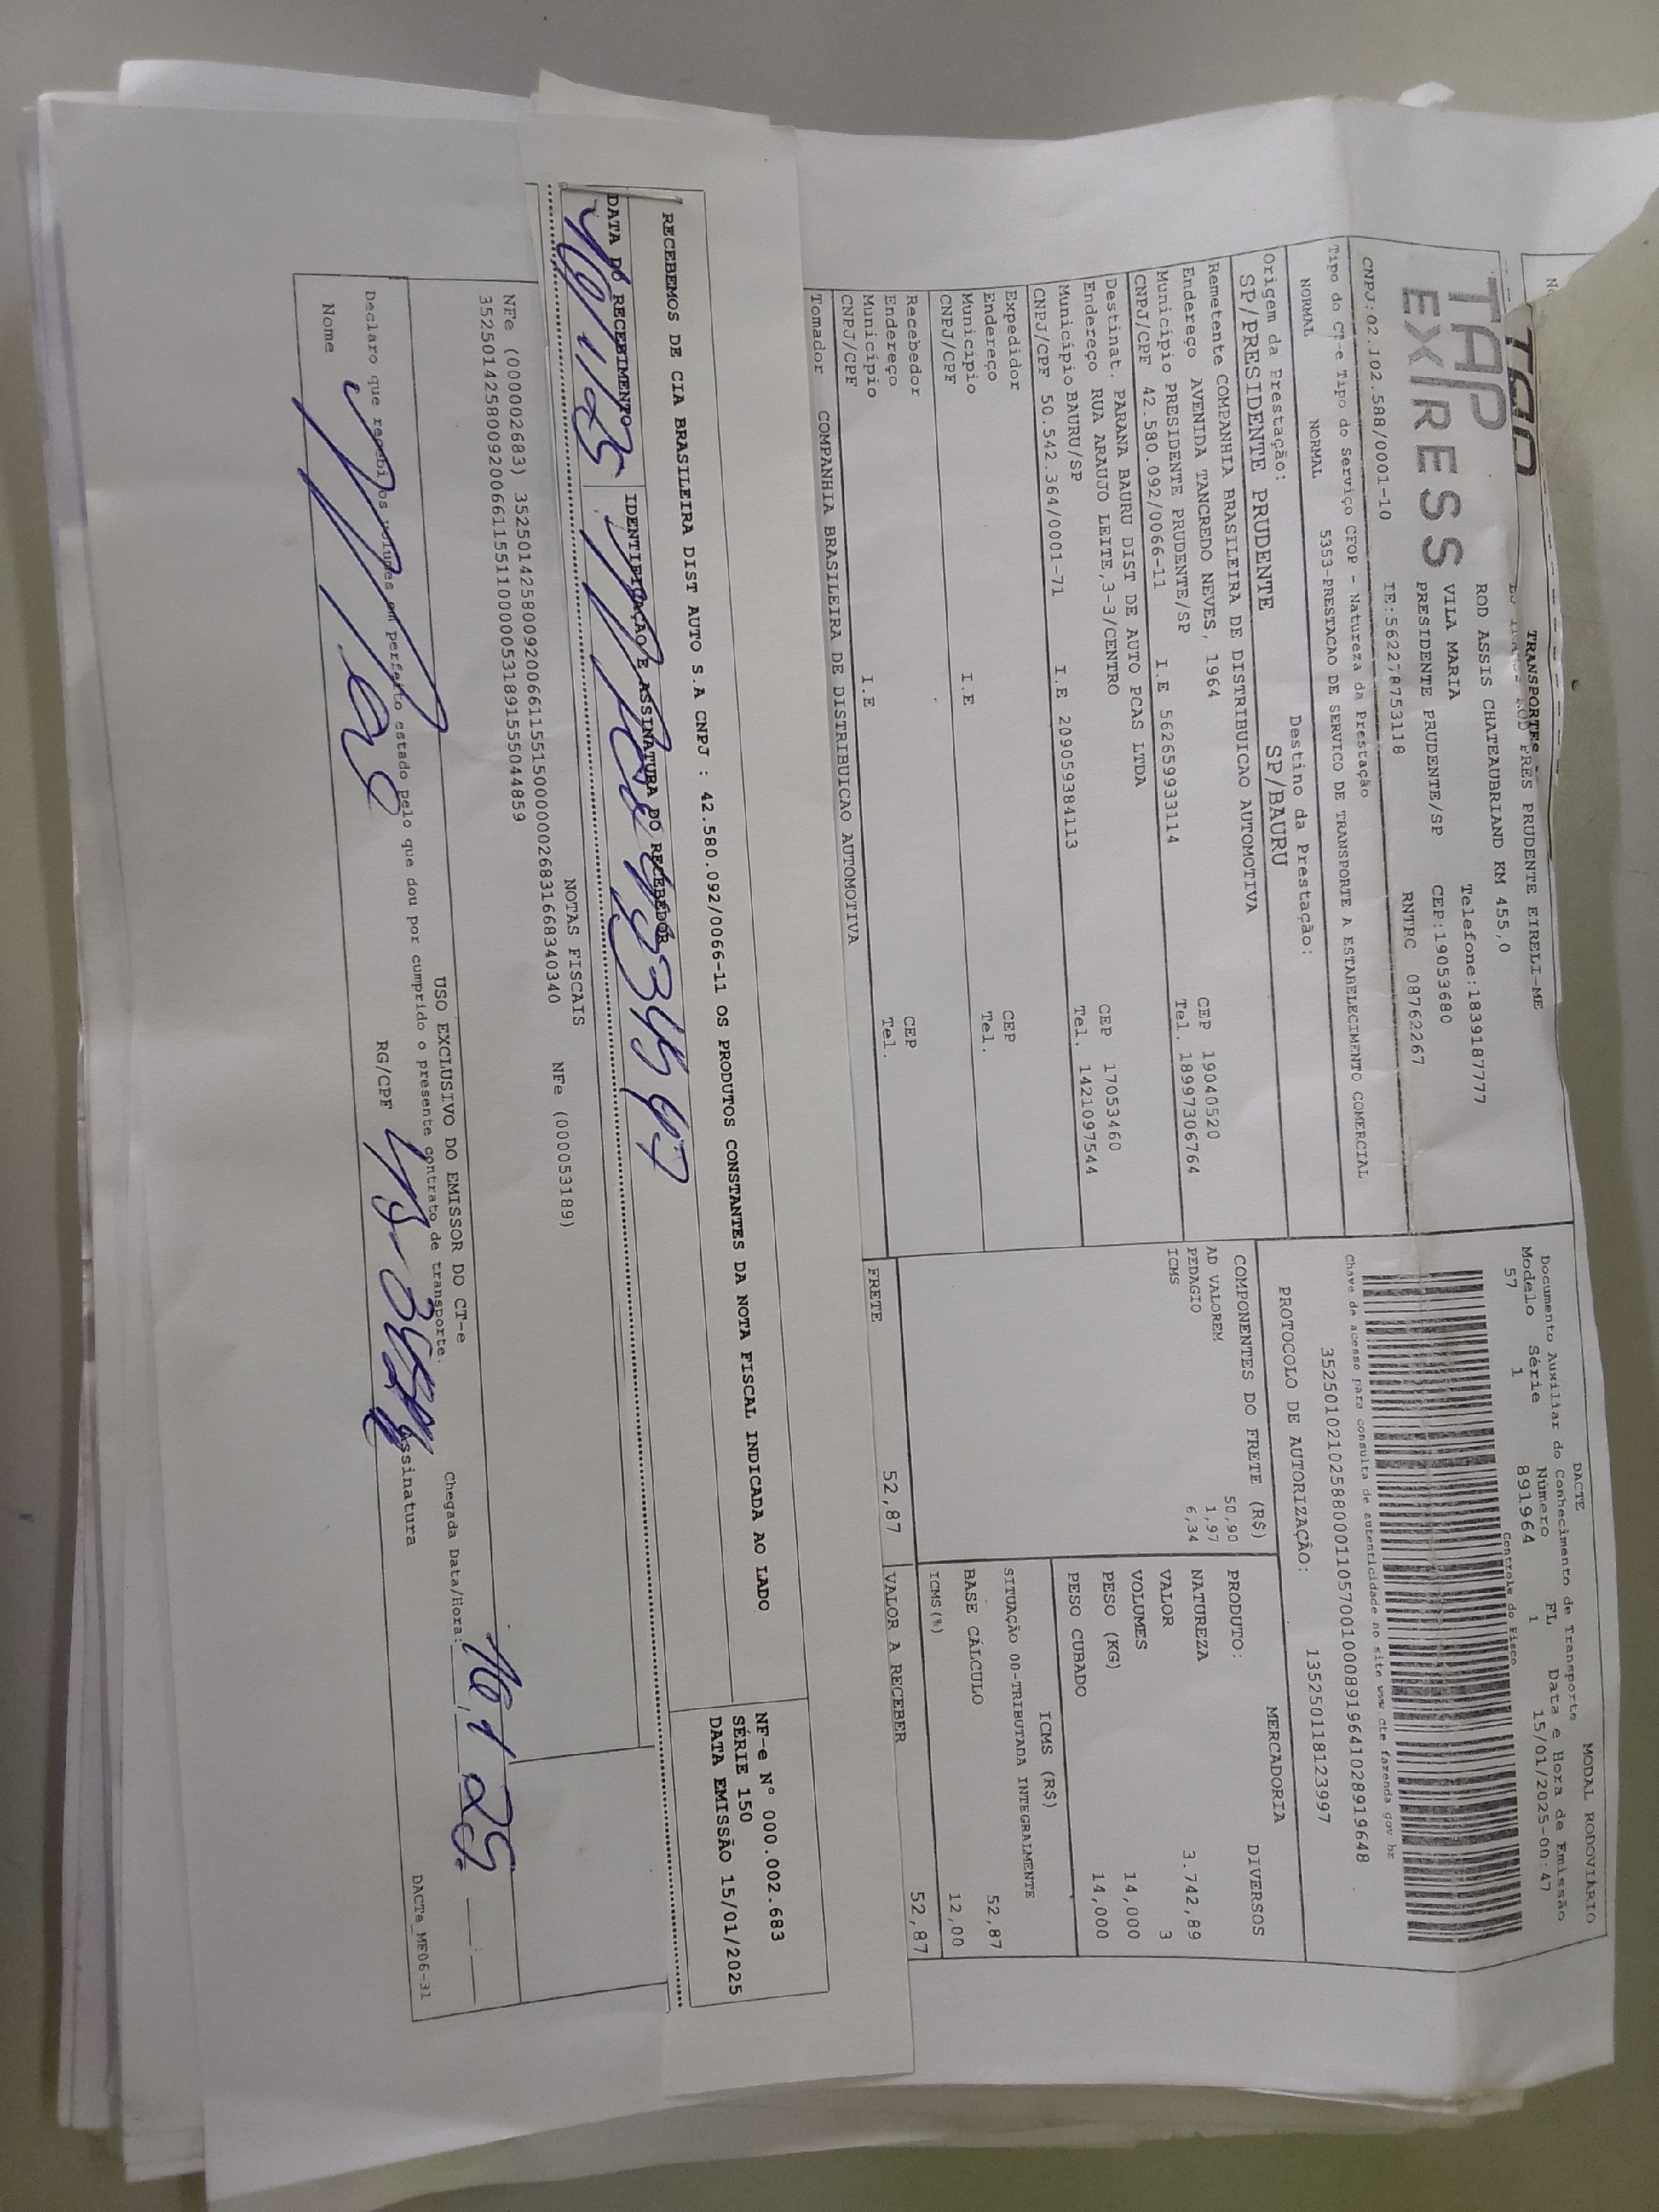 TAP
TRANSPORTES PRES PRUDENTE EIRELI-ME
TAP
EX/RESS
ROD ASSIS CHATEAUBRIAND KM 455,0
Telefone:1839187777
VILA MARIA
CEP:19053680
PRESIDENTE PRUDENTE/SP
RNTRC 08762267
CNPJ:02.102.588/0001-10
IE:562278753118
DACTE
MODAL RODOVIÁRIO
Documento Auxiliar do Conhecimento de Transporte
Modelo Série Número FL Data e Hora de Emissão
57 1 891964 1 15/01/2025-00:47
Controle do Fisco
Chave de acesso para consulta de autenticidade no site www.cte.fazenda.gov.br
35250102102588000110570010008919641028919648
PROTOCOLO DE AUTORIZAÇÃO: 135250118123997
Tipo do CT-e Tipo do Serviço CFOP - Natureza da Prestação
NORMAL NORMAL 5353-PRESTACAO DE SERVICO DE TRANSPORTE A ESTABELECIMENTO COMERCIAL
Origem da Prestação: Destino da Prestação:
SP/PRESIDENTE PRUDENTE SP/BAURU
Remetente COMPANHIA BRASILEIRA DE DISTRIBUICAO AUTOMOTIVA
Endereço AVENIDA TANCREDO NEVES, 1964 CEP 19040520
Município PRESIDENTE PRUDENTE/SP Tel. 18997306764
CNPJ/CPF 42.580.092/0066-11 I.E 562659933114
Destinat. PARANA BAURU DIST DE AUTO PCAS LTDA
Endereço RUA ARAUJO LEITE,3-3/CENTRO CEP 17053460
Município BAURU/SP Tel. 1421097544
CNPJ/CPF 50.542.364/0001-71 I.E 209059384113
Expedidor
Endereço CEP
Município Tel.
CNPJ/CPF I.E
Recebedor
Endereço CEP
Município Tel.
CNPJ/CPF I.E
Tomador COMPANHIA BRASILEIRA DE DISTRIBUICAO AUTOMOTIVA
COMPONENTES DO FRETE (R$)
AD VALOREM 50,90
PEDAGIO 1,97
ICMS 6,34
FRETE 52,87
MERCADORIA
PRODUTO: DIVERSOS
NATUREZA
VALOR 3.742,89
VOLUMES 3
PESO (KG) 14,000
PESO CUBADO 14,000
ICMS (R$)
SITUAÇÃO 00-TRIBUTADA INTEGRALMENTE
BASE CÁLCULO 52,87
ICMS(%) 12,00
VALOR A RECEBER 52,87
RECEBEMOS DE CIA BRASILEIRA DIST AUTO S.A CNPJ : 42.580.092/0066-11 OS PRODUTOS CONSTANTES DA NOTA FISCAL INDICADA AO LADO
NF-e N° 000.002.683
SÉRIE 150
DATA EMISSÃO 15/01/2025
DATA DO RECEBIMENTO
IDENTIFICAÇÃO E ASSINATURA DO RECEBEDOR
NOTAS FISCAIS
NFe (000002683) 35250142580092006611551500000026831668340340 NFe (000053189)
35250142580092006611551100000531891555044859
USO EXCLUSIVO DO EMISSOR DO CT-e
Declaro que recebi os volumes em perfeito estado pelo que dou por cumprido o presente contrato de transporte.
Chegada Data/Hora: 16 1 25
Nome RG/CPF Assinatura
DACTe_MF06-31